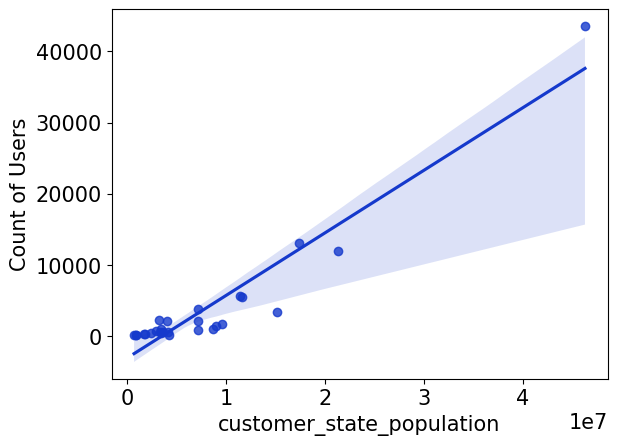 40000
30000
20000
10000
0
Count of Users
0 1 2 3 4
1e7
customer_state_population